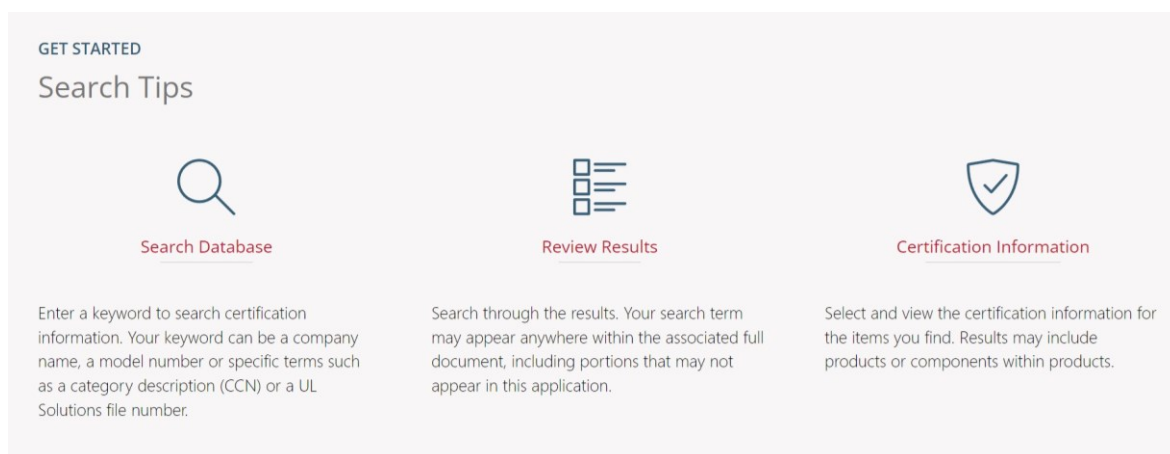 GET STARTED
Search Tips
Search Database
Enter a keyword to search certification
information. Your keyword can be a company
name, a model number or specific terms such
as a category description (CCN) or a UL
Solutions file number.
Review Results
Search through the results. Your search term
may appear anywhere within the associated full
document, including portions that may not
appear in this application.
Certification Information
Select and view the certification information for
the items you find. Results may include
products or components within products.